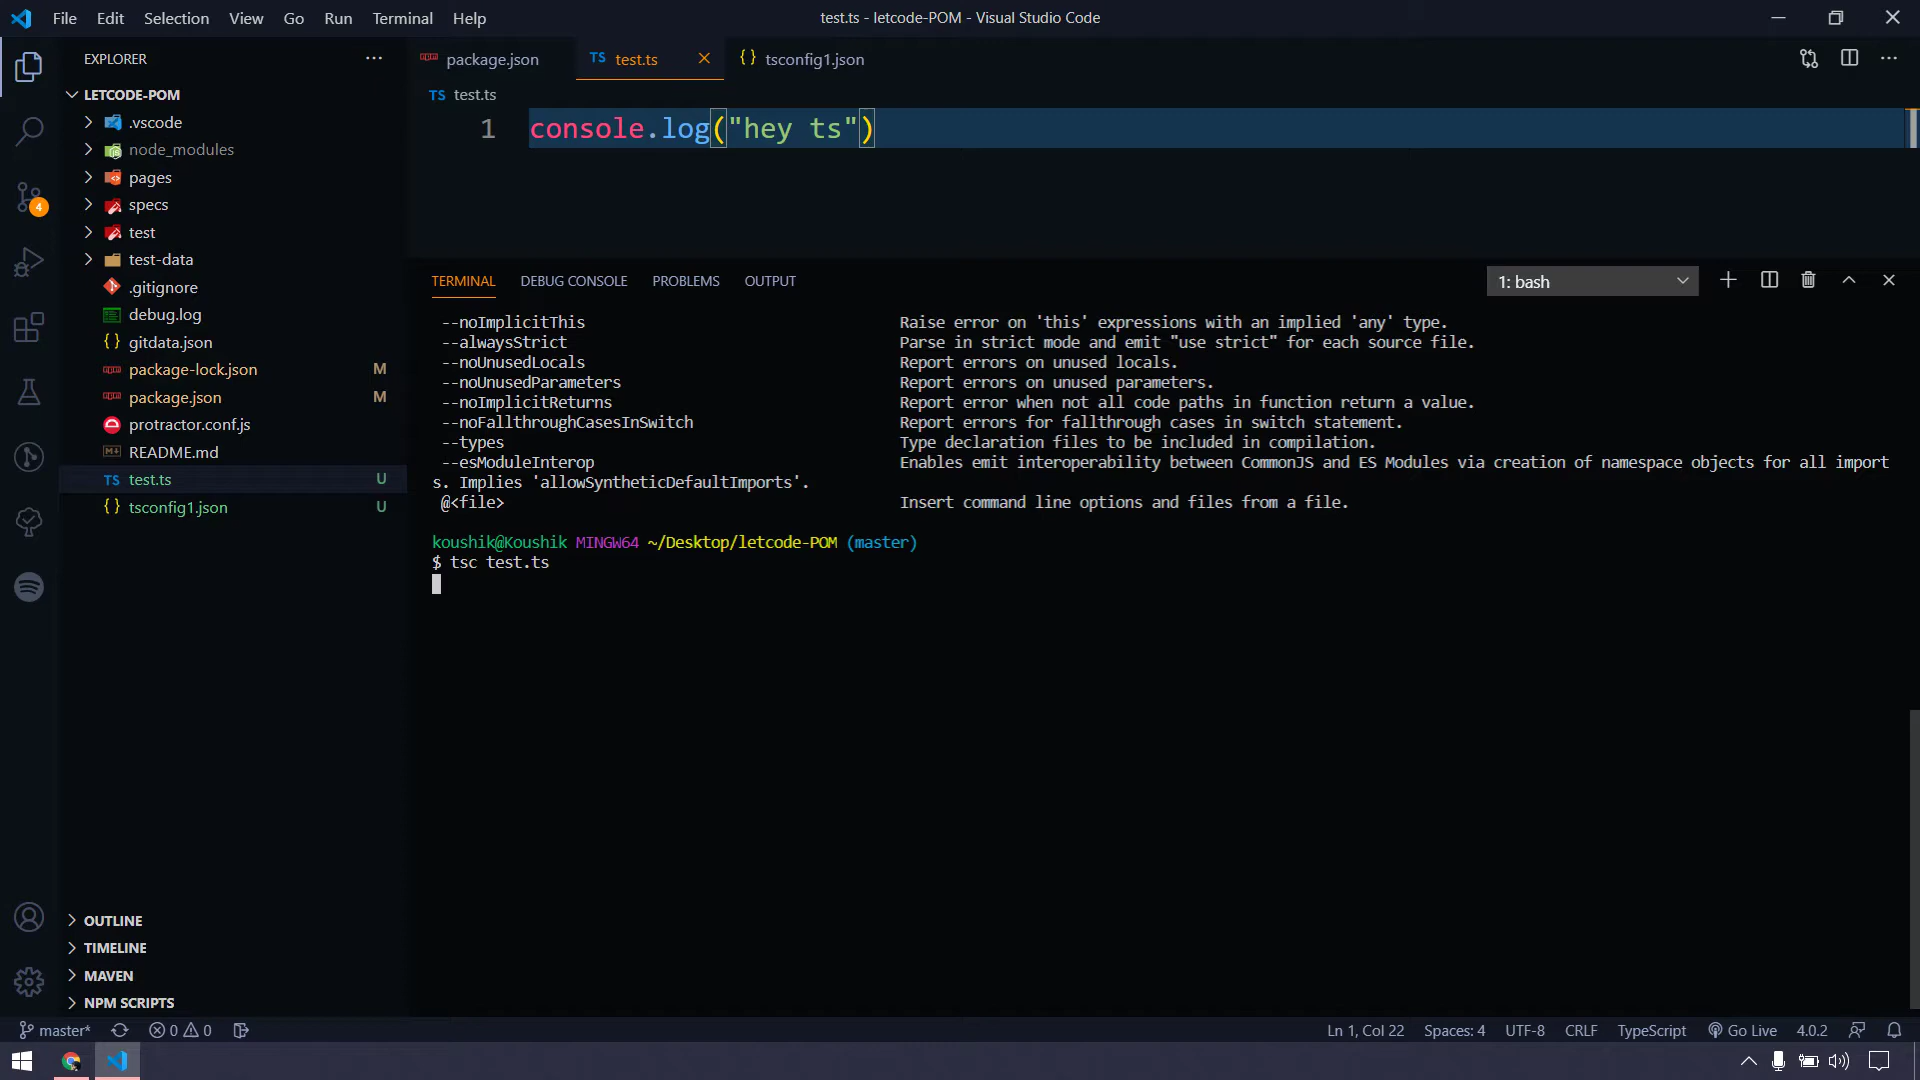 File Edit Selection View Go Run Terminal Help
test.ts - letcode-POM - Visual Studio Code
EXPLORER
LETCODE-POM
.vscode
node_modules
pages
specs
test
test-data
.gitignore
debug.log
gitdata.json
package-lock.json M
package.json M
protractor.conf.js
README.md
TS test.ts U
tsconfig1.json U
OUTLINE
TIMELINE
MAVEN
NPM SCRIPTS
4
package.json
TS test.ts
{} tsconfig1.json
TS test.ts
1 console.log("hey ts")
TERMINAL DEBUG CONSOLE PROBLEMS OUTPUT
1: bash
--noImplicitThis Raise error on 'this' expressions with an implied 'any' type.
--alwaysStrict Parse in strict mode and emit "use strict" for each source file.
--noUnusedLocals Report errors on unused locals.
--noUnusedParameters Report errors on unused parameters.
--noImplicitReturns Report error when not all code paths in function return a value.
--noFallthroughCasesInSwitch Report errors for fallthrough cases in switch statement.
--types Type declaration files to be included in compilation.
--esModuleInterop Enables emit interoperability between CommonJS and ES Modules via creation of namespace objects for all import
s. Implies 'allowSyntheticDefaultImports'.
@<file> Insert command line options and files from a file.
koushik@Koushik MINGW64 ~/Desktop/letcode-POM (master)
$ tsc test.ts
master* 0 0
Ln 1, Col 22 Spaces: 4 UTF-8 CRLF TypeScript Go Live 4.0.2